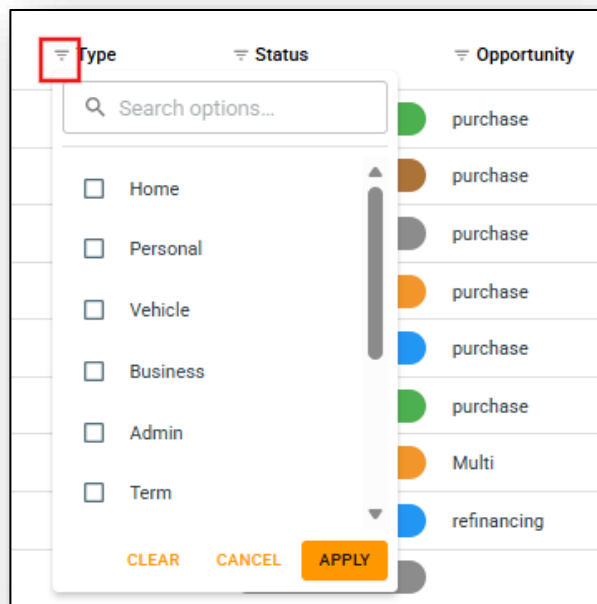 Type Status Opportunity
Search options...
purchase
purchase
Home
purchase
Personal
purchase
Vehicle
purchase
Business
purchase
Admin
Multi
Term
refinancing
CLEAR CANCEL APPLY